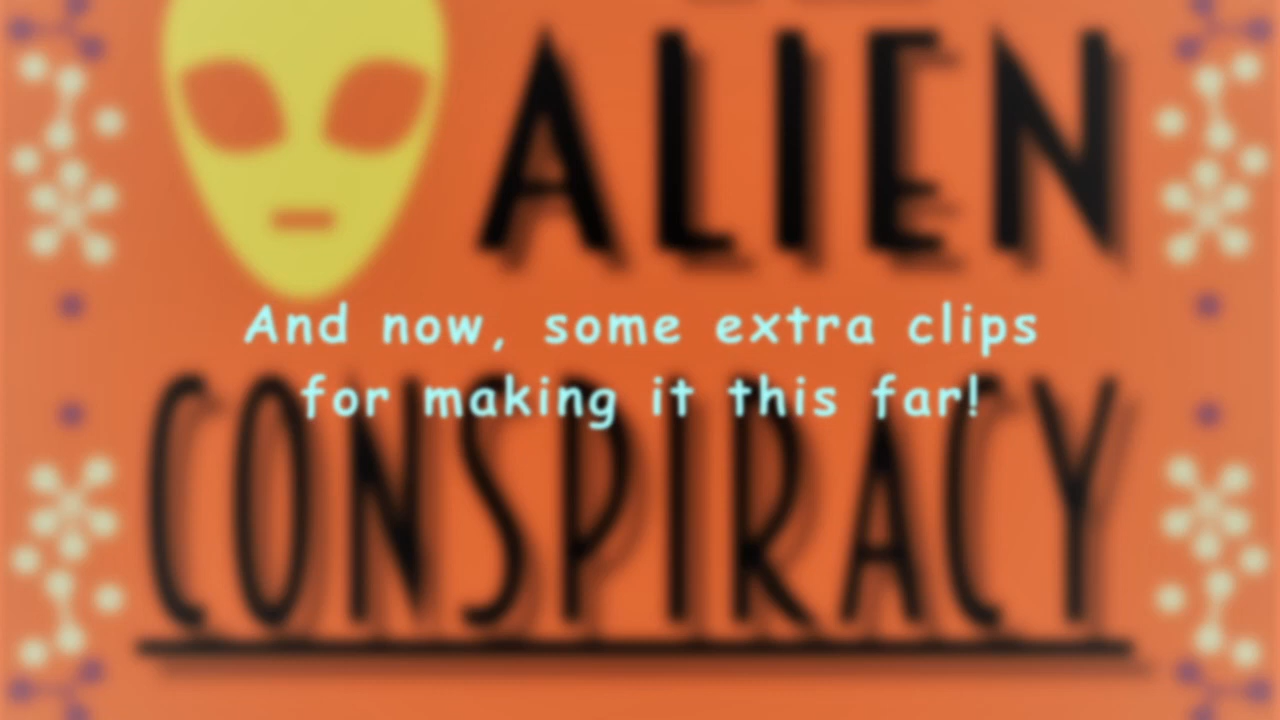 ALIEN
And now, some extra clips
for making it this far!
CONSPIRACY